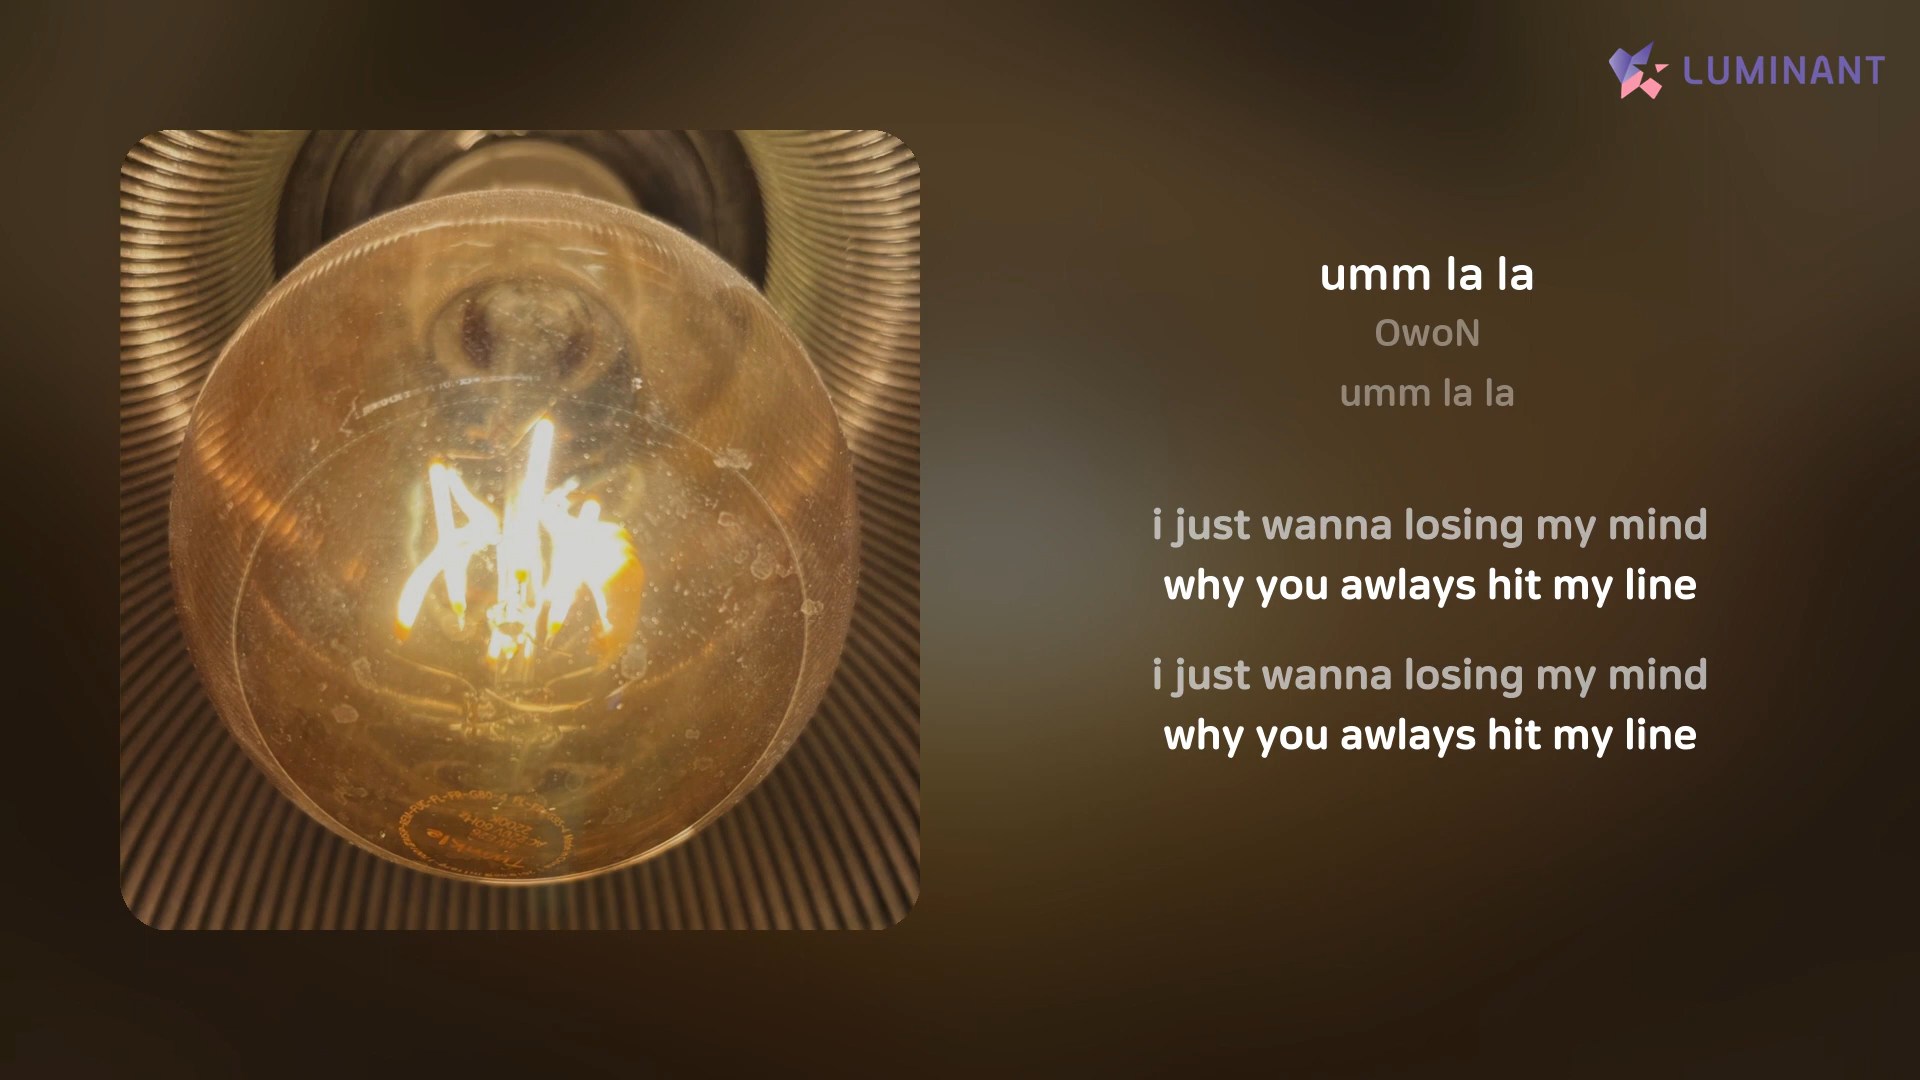 LUMINANT
umm la la
OwoN
umm la la
i just wanna losing my mind
why you awlays hit my line
i just wanna losing my mind
why you awlays hit my line